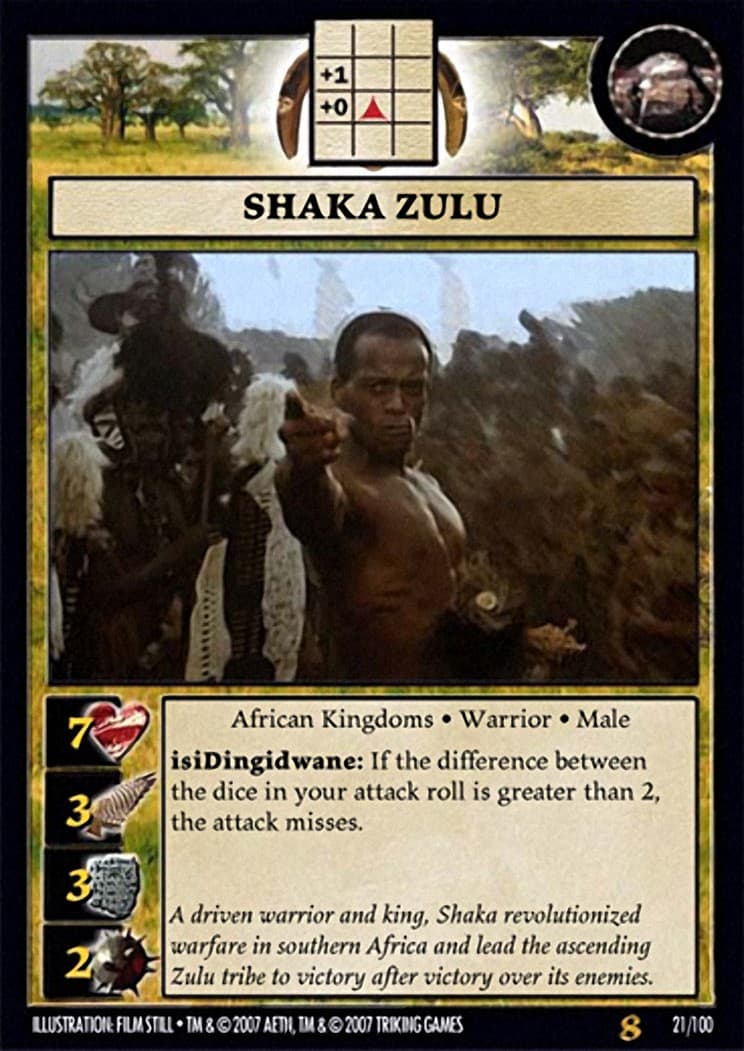 +1
+0
SHAKA ZULU
7
3
3
2
African Kingdoms • Warrior • Male
isiDingidwane: If the difference between
the dice in your attack roll is greater than 2,
the attack misses.
A driven warrior and king, Shaka revolutionized
warfare in southern Africa and lead the ascending
Zulu tribe to victory after victory over its enemies.
ILLUSTRATION: FILM STILL • TM & © 2007 AETN, TM & © 2007 TRIKING GAMES
8 21/100